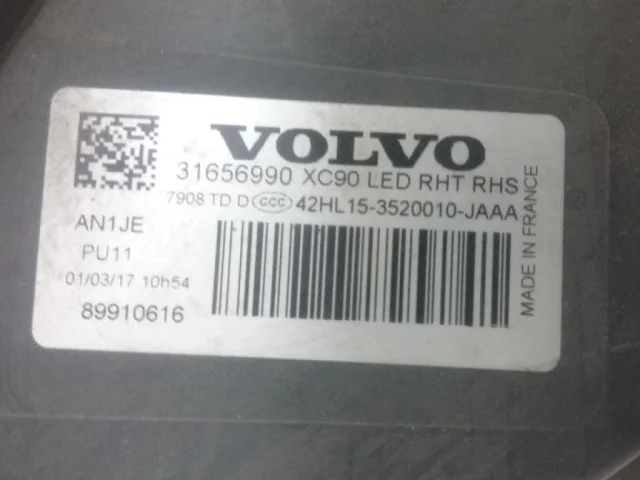 VOLVO
31656990 XC90 LED RHT RHS
7908 TD D CCC 42HL15-3520010-JAAA
AN1JE
PU11
01/03/17 10h54
89910616
MADE IN FRANCE